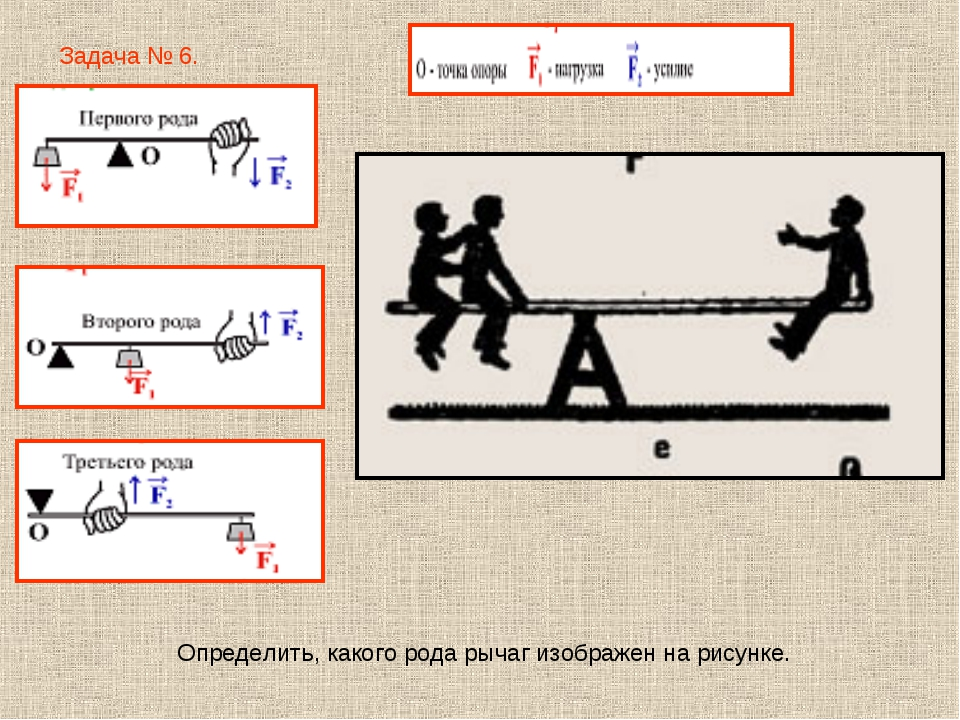 Задача № 6.
О - точка опоры F₁ - нагрузка F₂ - усилие
Первого рода
О
F₁
F₂
Второго рода
О
F₂
F₁
Третьего рода
F₂
О
F₁
е
Определить, какого рода рычаг изображен на рисунке.